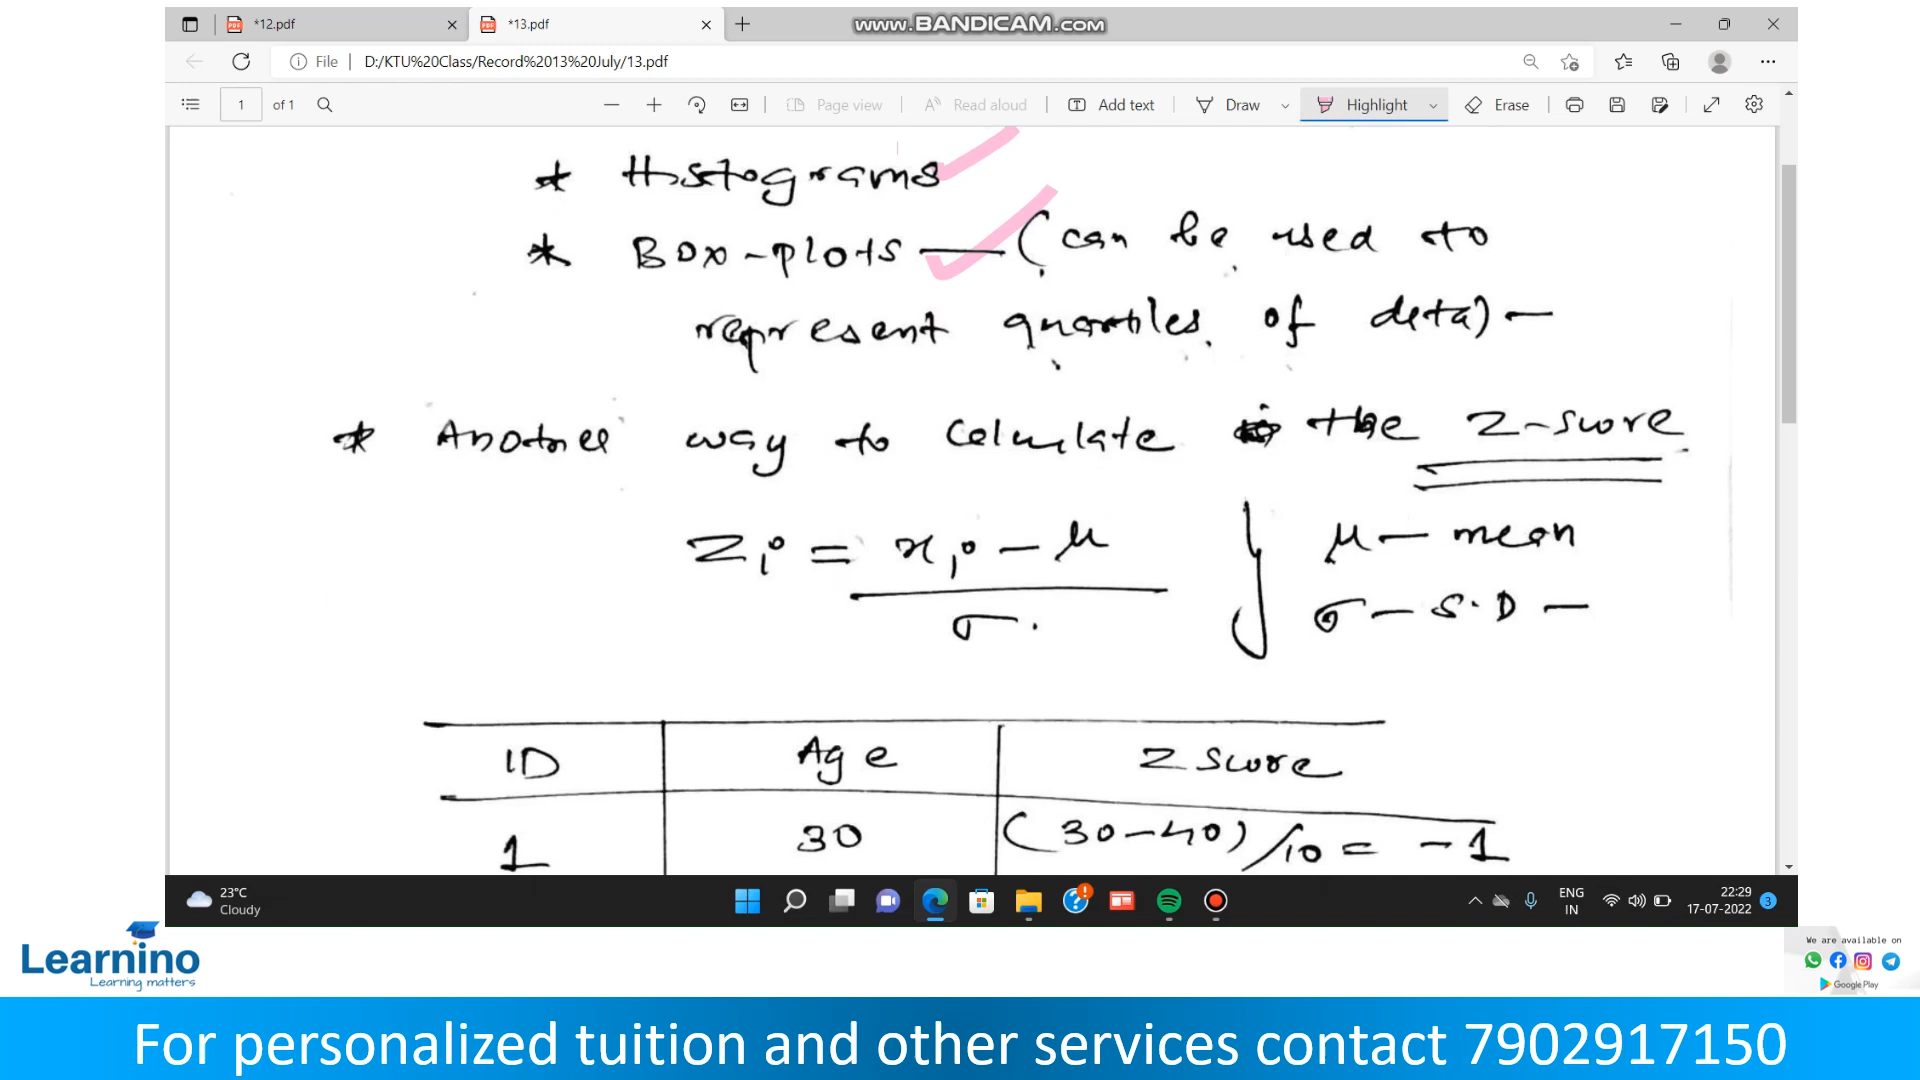 *12.pdf
*13.pdf
www.BANDICAM.com
File
D:/KTU%20Class/Record%2013%20July/13.pdf
1 of 1
Page view
Read aloud
Add text
Draw
Highlight
Erase
* Histograms
* Box-plots — (can be used to
represent quartiles of data) —
* Another way to calculate the Z-score
Zi = xi - μ
σ
μ — mean
σ — S.D —
ID Age Z score
1 30 (30-40)/10 = -1
23°C
Cloudy
ENG
IN
22:29
17-07-2022
3
Learnino
Learning matters
We are available on
Google Play
For personalized tuition and other services contact 7902917150